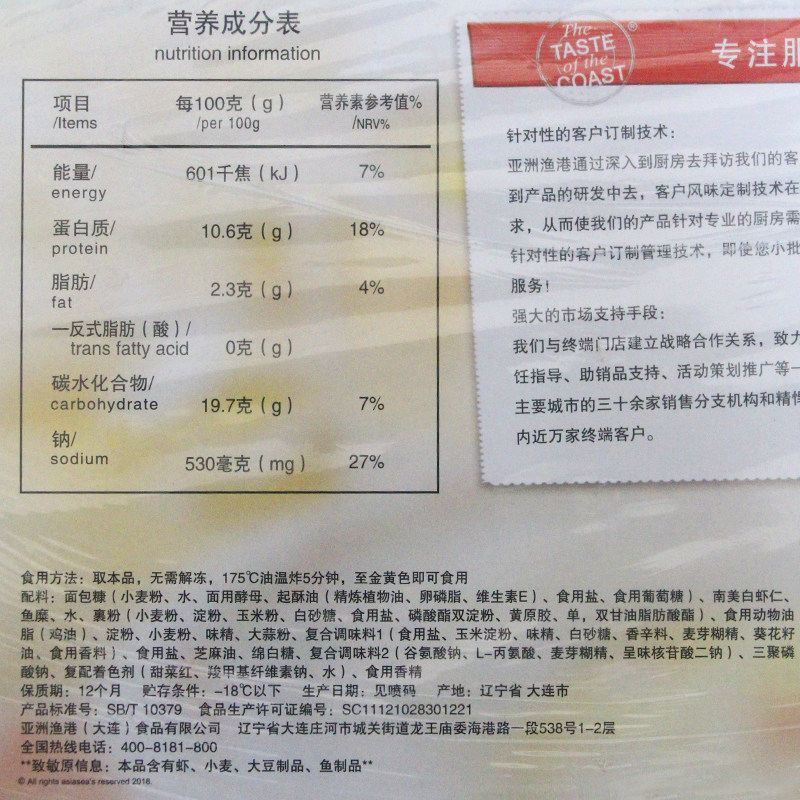 营养成分表
nutrition information
项目 每100克（g） 营养素参考值%
/Items /per 100g /NRV%
能量/ 601千焦（kJ） 7%
energy
蛋白质/ 10.6克（g） 18%
protein
脂肪/ 2.3克（g） 4%
fat
一反式脂肪（酸）/
trans fatty acid 0克（g）
碳水化合物/
carbohydrate 19.7克（g） 7%
钠/
sodium 530毫克（mg） 27%
The
TASTE
of the
COAST
®
专注
针对性的客户订制技术：
亚洲渔港通过深入到厨房去拜访我们的客
到产品的研发中去，客户风味定制技术在
求，从而使我们的产品针对专业的厨房需
针对性的客户订制管理技术，即使您小批
服务！
强大的市场支持手段：
我们与终端门店建立战略合作关系，致力
任指导、助销品支持、活动策划推广等一
主要城市的三十余家销售分支机构和精悍
内近万家终端客户。
食用方法：取本品，无需解冻，175℃油温炸5分钟，至金黄色即可食用
配料：面包糠（小麦粉、水、面用酵母、起酥油（精炼植物油、卵磷脂、维生素E）、食用盐、食用葡萄糖）、南美白虾仁、
鱼糜、水、裹粉（小麦粉、淀粉、玉米粉、白砂糖、食用盐、磷酸酯双淀粉、黄原胶、单，双甘油脂肪酸酯）、食用动物油
脂（鸡油）、淀粉、小麦粉、味精、大蒜粉、复合调味料1（食用盐、玉米淀粉、味精、白砂糖、香辛料、麦芽糊精、葵花籽
油、食用香料）、食用盐、芝麻油、绵白糖、复合调味料2（谷氨酸钠、L-丙氨酸、麦芽糊精、呈味核苷酸二钠）、三聚磷
酸钠、复配着色剂（甜菜红、羧甲基纤维素钠、水）、食用香精
保质期：12个月 贮存条件：-18℃以下 生产日期：见喷码 产地：辽宁省 大连市
产品标准号：SB/T 10379 食品生产许可证编号：SC11121028301221
亚洲渔港（大连）食品有限公司 辽宁省大连庄河市城关街道龙王庙委海港路一段538号1-2层
全国热线电话：400-8181-800
**致敏原信息：本品含有虾、小麦、大豆制品、鱼制品**
© All rights asiasea's reserved 2018.